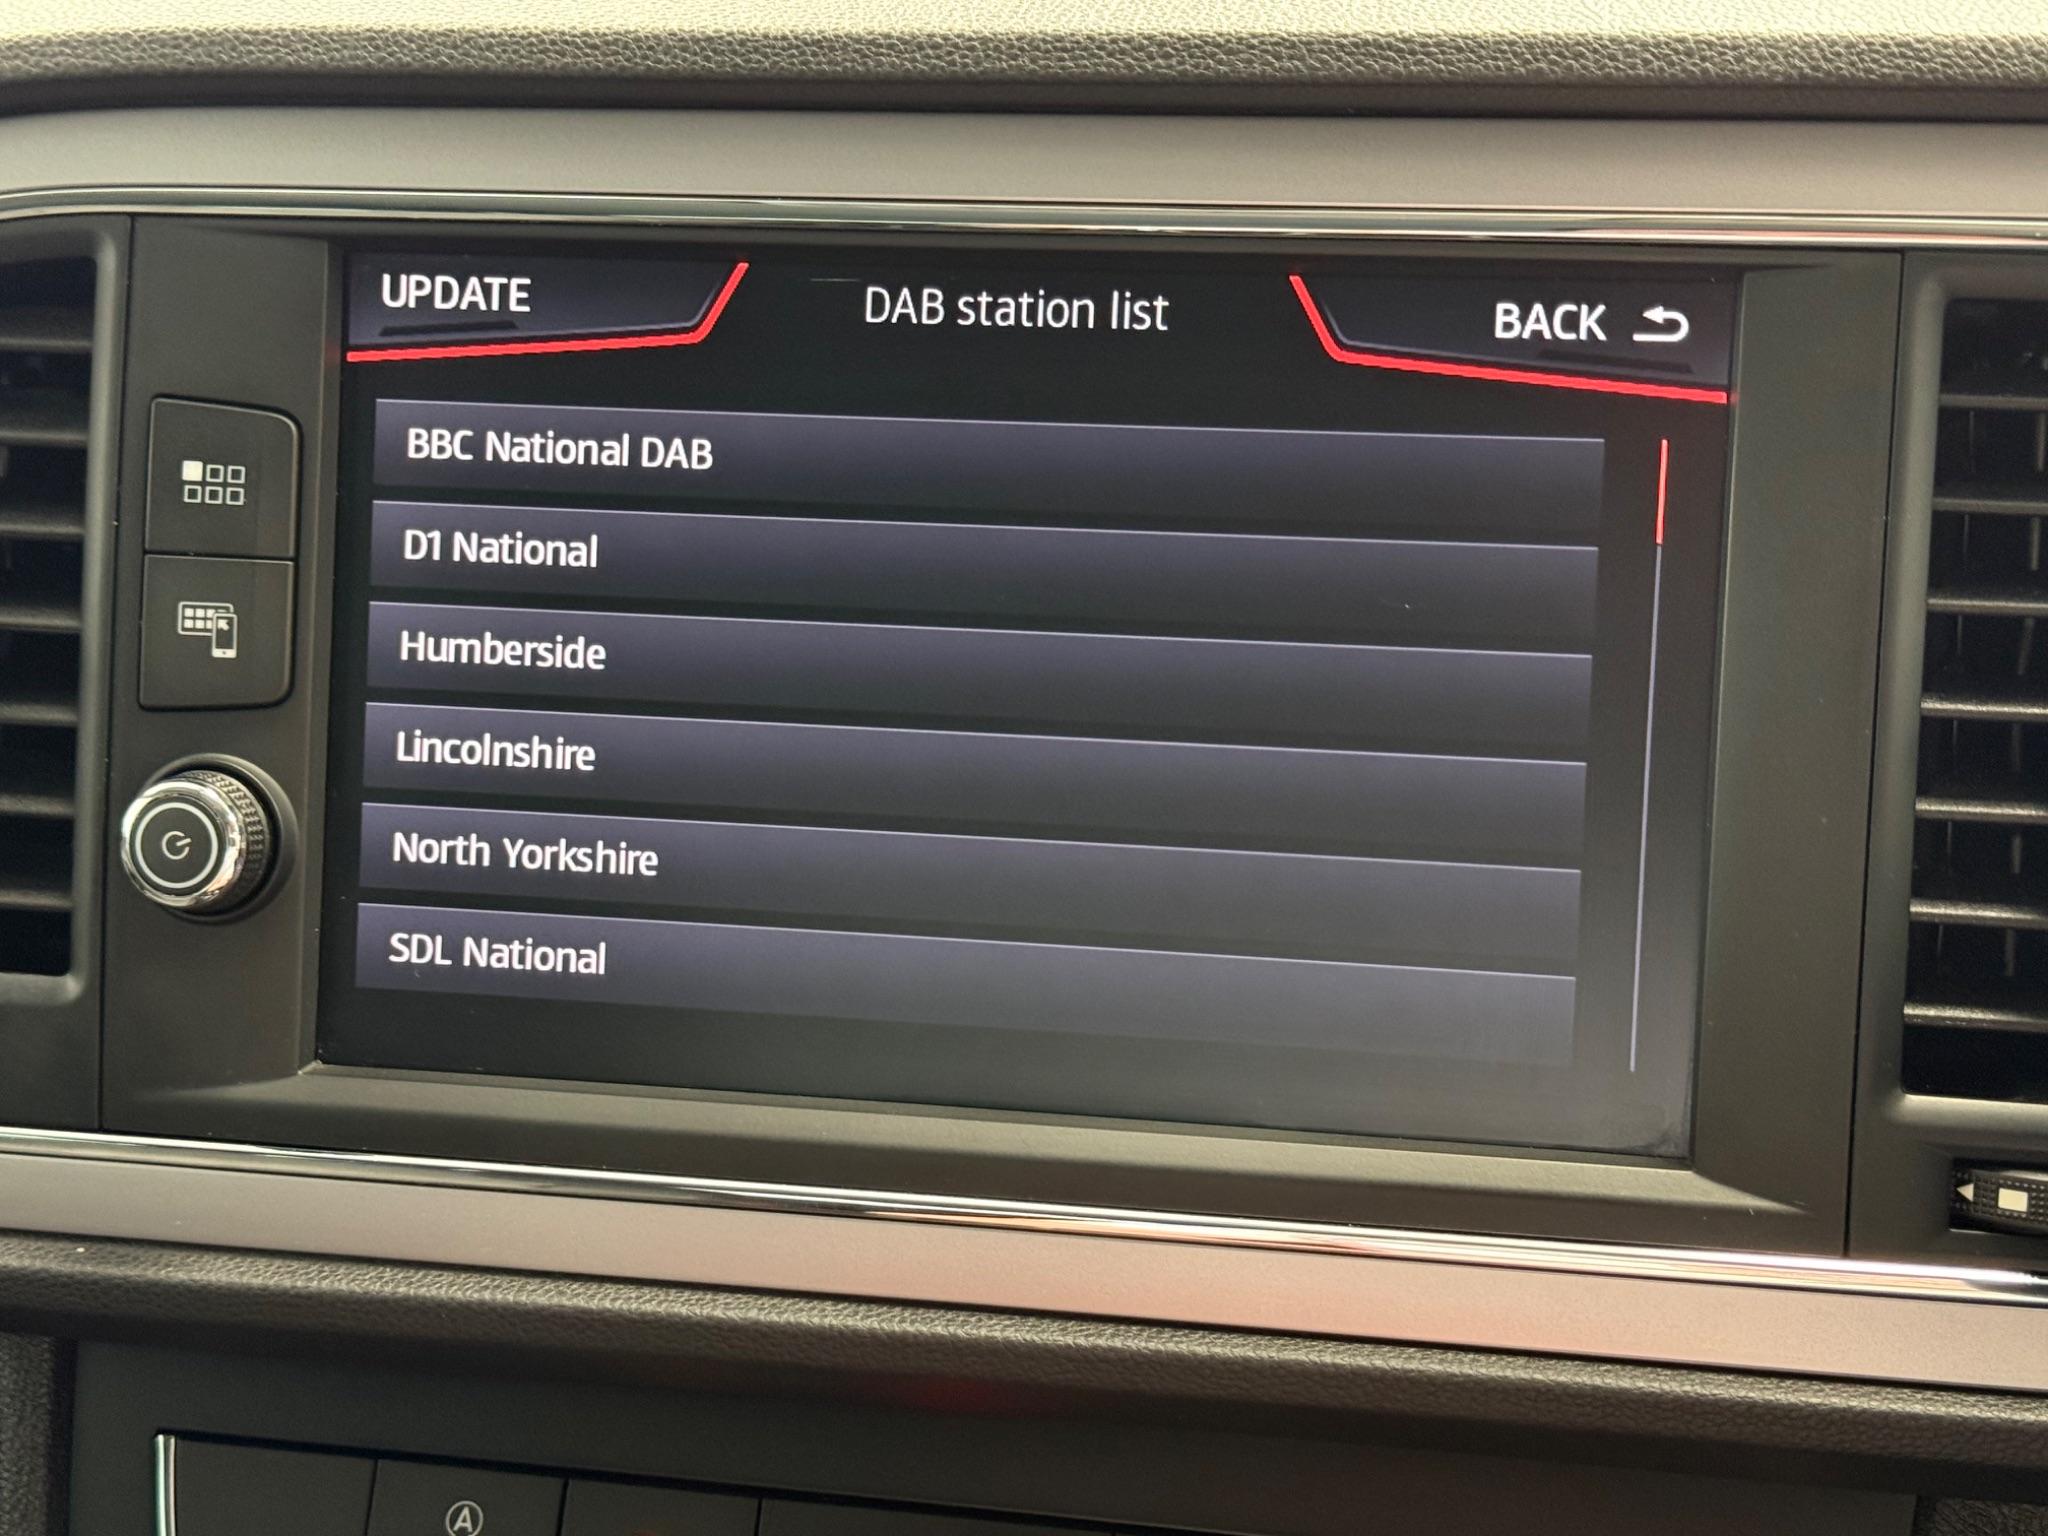 UPDATE
DAB station list
BACK
BBC National DAB
D1 National
Humberside
Lincolnshire
North Yorkshire
SDL National
A